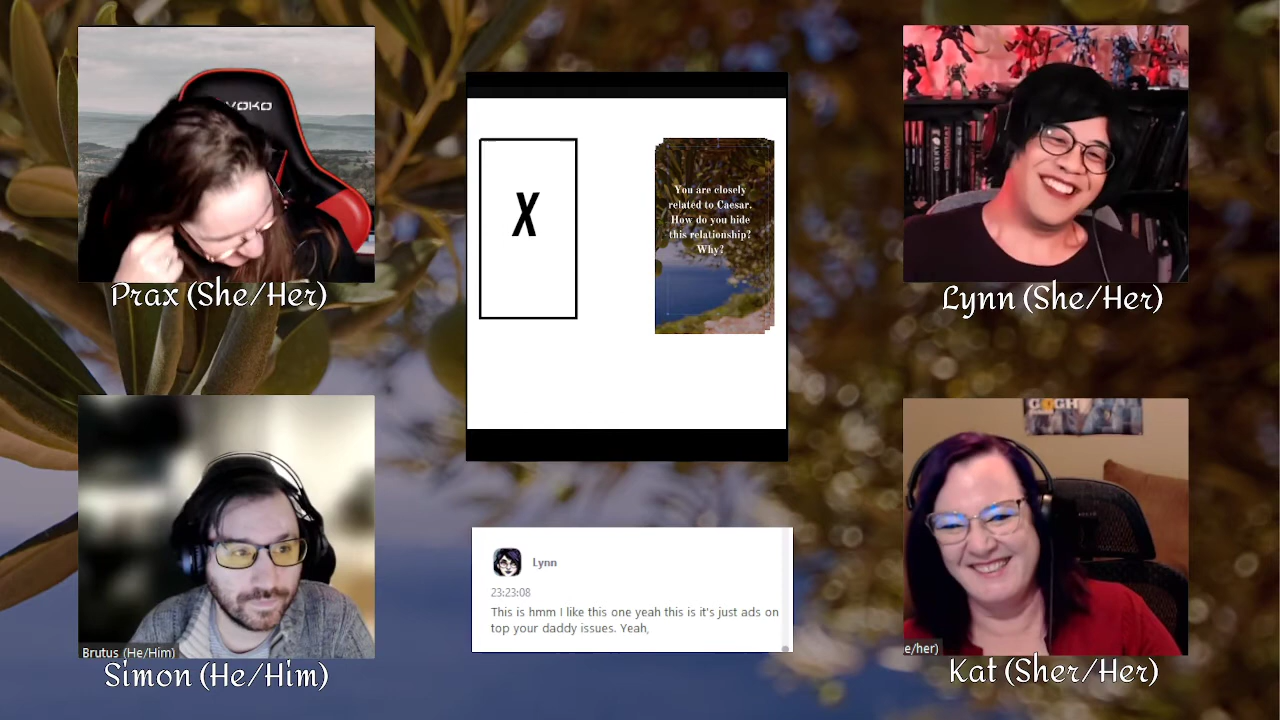 YOKO
Prax (She/Her)
X
You are closely
related to Caesar.
How do you hide
this relationship?
Why?
Lynn (She/Her)
Brutus (He/Him)
Simon (He/Him)
Lynn
23:23:08
This is hmm I like this one yeah this is it's just ads on
top your daddy issues. Yeah,
GOGH
e/her)
Kat (Sher/Her)